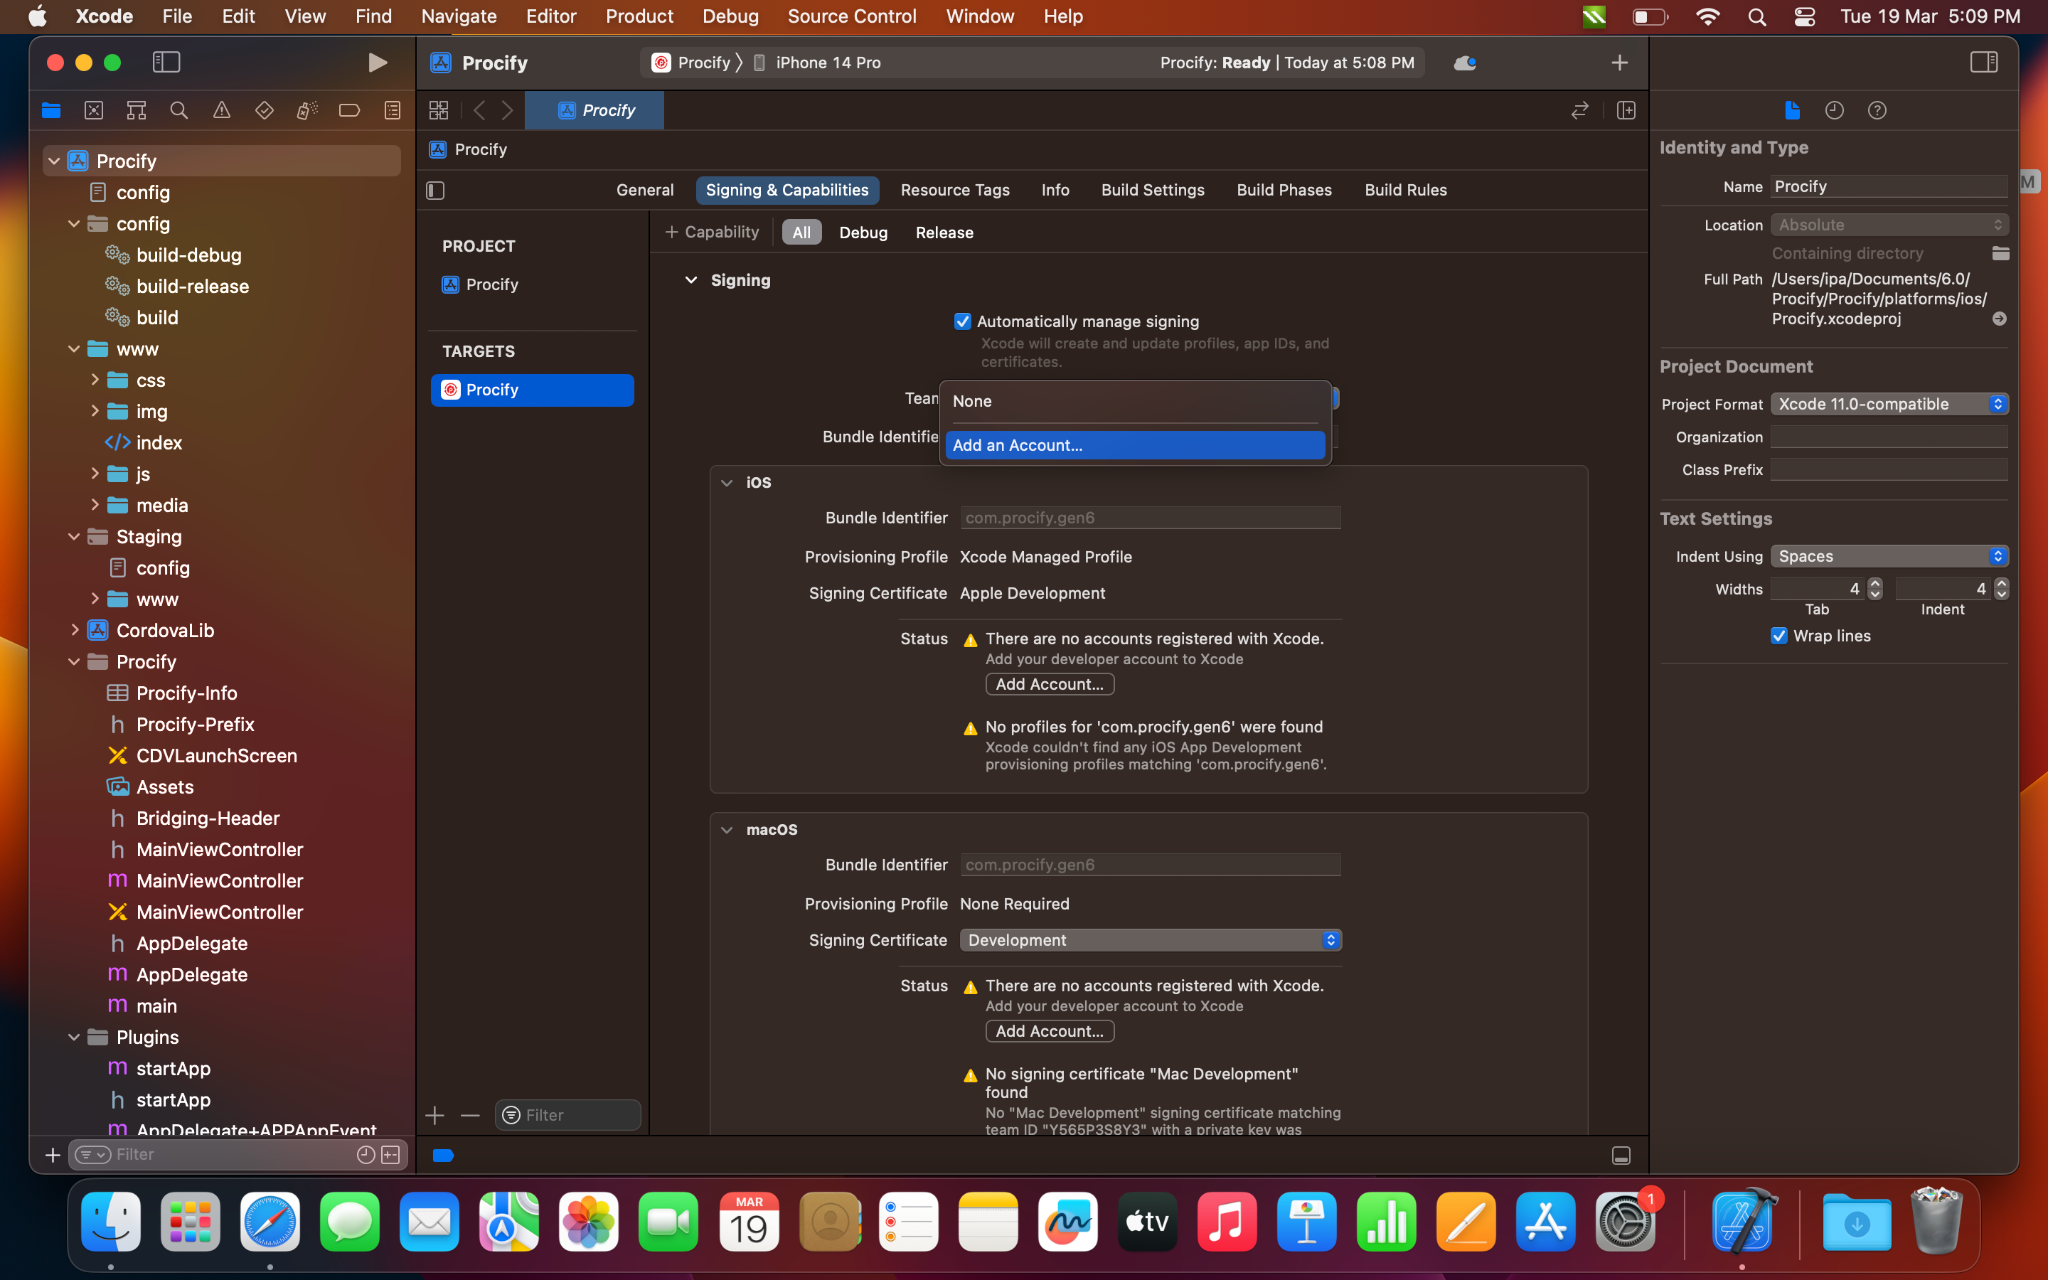 Xcode File Edit View Find Navigate Editor Product Debug Source Control Window Help Tue 19 Mar 5:09 PM
Procify
Procify 〉 iPhone 14 Pro
Procify: Ready | Today at 5:08 PM
Procify
Procify
General Signing & Capabilities Resource Tags Info Build Settings Build Phases Build Rules
+ Capability All Debug Release
Procify
config
config
build-debug
build-release
build
www
css
img
index
js
media
Staging
config
www
CordovaLib
Procify
Procify-Info
h Procify-Prefix
CDVLaunchScreen
Assets
h Bridging-Header
h MainViewController
m MainViewController
MainViewController
h AppDelegate
m AppDelegate
m main
Plugins
m startApp
h startApp
m AppDelegate+APPAppEvent
Filter
PROJECT
Procify
TARGETS
Procify
Filter
Signing
Automatically manage signing
Xcode will create and update profiles, app IDs, and
certificates.
Team
None
Bundle Identifie
Add an Account...
iOS
Bundle Identifier com.procify.gen6
Provisioning Profile Xcode Managed Profile
Signing Certificate Apple Development
Status There are no accounts registered with Xcode.
Add your developer account to Xcode
Add Account...
No profiles for 'com.procify.gen6' were found
Xcode couldn't find any iOS App Development
provisioning profiles matching 'com.procify.gen6'.
macOS
Bundle Identifier com.procify.gen6
Provisioning Profile None Required
Signing Certificate Development
Status There are no accounts registered with Xcode.
Add your developer account to Xcode
Add Account...
No signing certificate "Mac Development"
found
No "Mac Development" signing certificate matching
team ID "Y565P3S8Y3" with a private key was
Identity and Type
Name Procify
Location Absolute
Containing directory
Full Path /Users/ipa/Documents/6.0/
Procify/Procify/platforms/ios/
Procify.xcodeproj
Project Document
Project Format Xcode 11.0-compatible
Organization
Class Prefix
Text Settings
Indent Using Spaces
Widths 4 4
Tab Indent
Wrap lines
M
MAR
19
tv
1